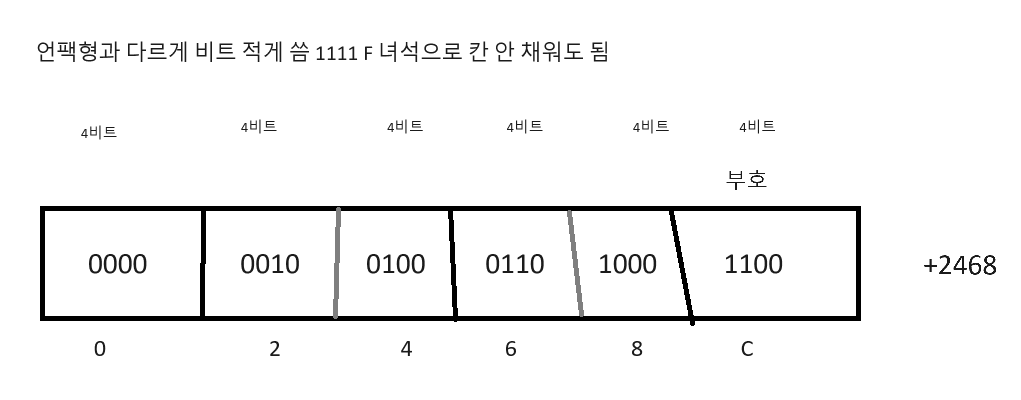 언팩형과 다르게 비트 적게 씀 1111 F 녀석으로 칸 안 채워도 됨
4비트 4비트 4비트 4비트 4비트 4비트
부호
0000 0010 0100 0110 1000 1100 +2468
0 2 4 6 8 C